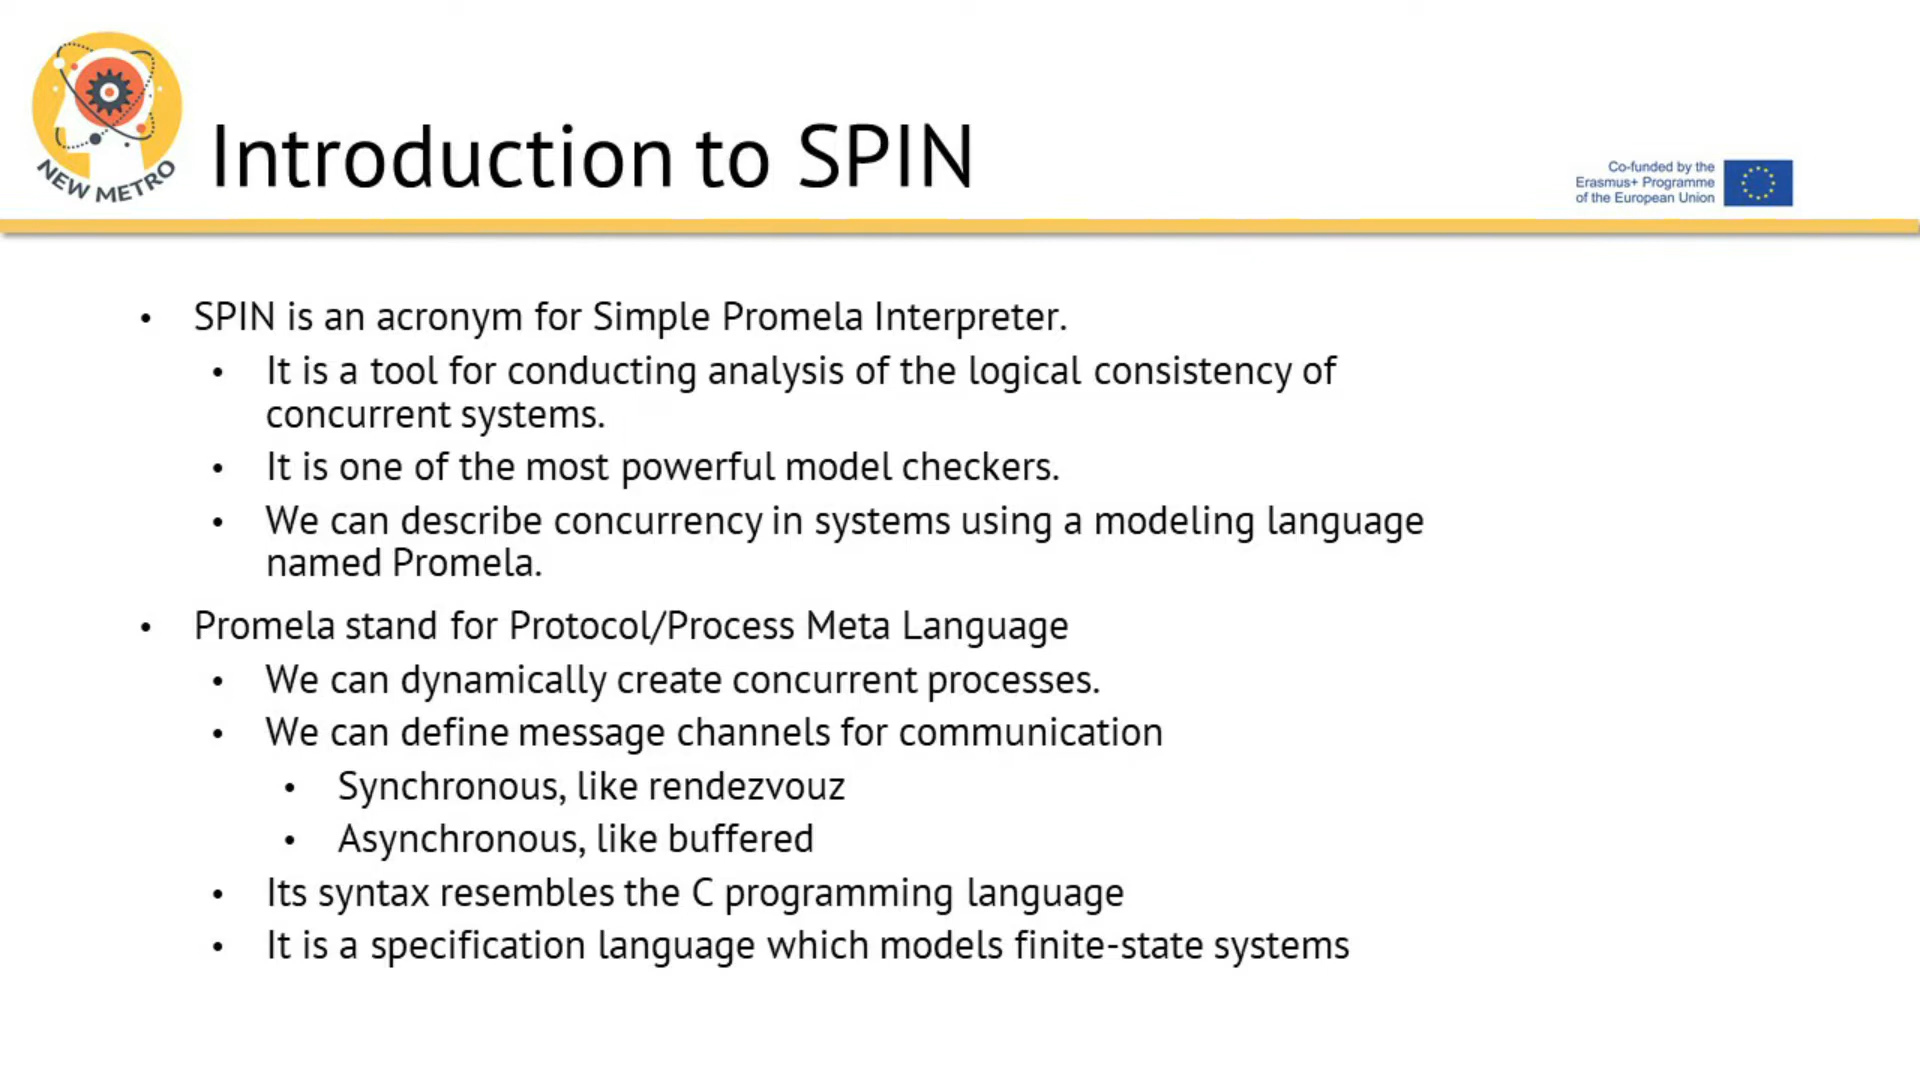 NEW METRO
Introduction to SPIN
Co-funded by the
Erasmus+ Programme
of the European Union
• SPIN is an acronym for Simple Promela Interpreter.
• It is a tool for conducting analysis of the logical consistency of
concurrent systems.
• It is one of the most powerful model checkers.
• We can describe concurrency in systems using a modeling language
named Promela.
• Promela stand for Protocol/Process Meta Language
• We can dynamically create concurrent processes.
• We can define message channels for communication
• Synchronous, like rendezvouz
• Asynchronous, like buffered
• Its syntax resembles the C programming language
• It is a specification language which models finite-state systems